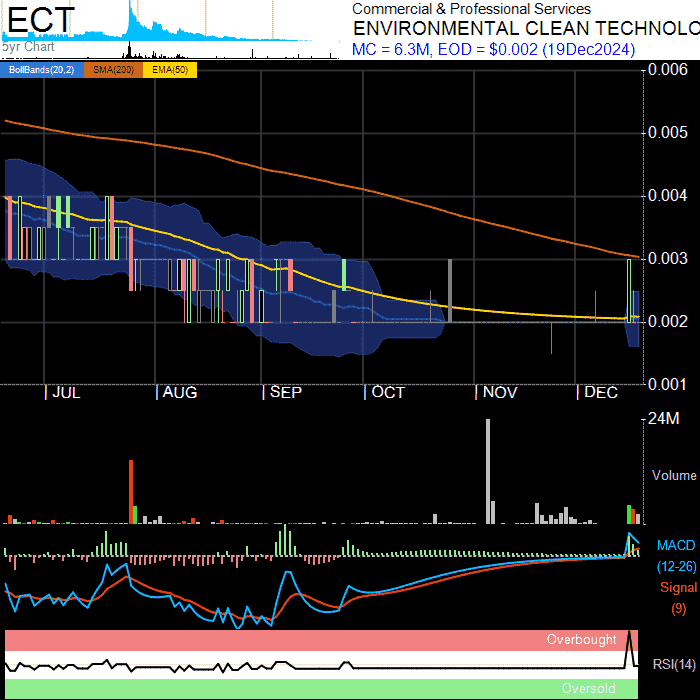 ECT
5yr Chart
Commercial & Professional Services
ENVIRONMENTAL CLEAN TECHNOLO
MC = 6.3M, EOD = $0.002 (19Dec2024)
BollBands(20,2) SMA(200) EMA(50)
0.006
0.005
0.004
0.003
0.002
0.001
JUL AUG SEP OCT NOV DEC
24M
Volume
MACD
(12-26)
Signal
(9)
Overbought
RSI(14)
Oversold